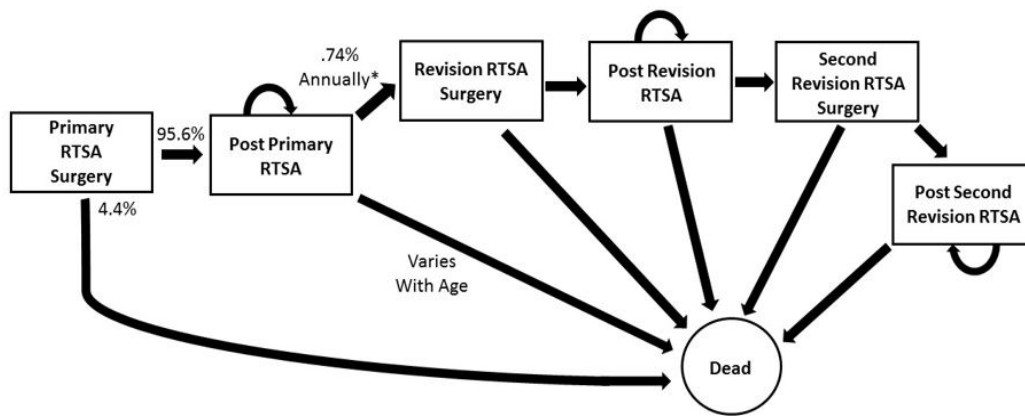 .74%
Annually*
Revision RTSA
Surgery
Post Revision
RTSA
Second
Revision RTSA
Surgery
Primary
RTSA
Surgery
95.6%
Post Primary
RTSA
4.4%
Post Second
Revision RTSA
Varies
With Age
Dead